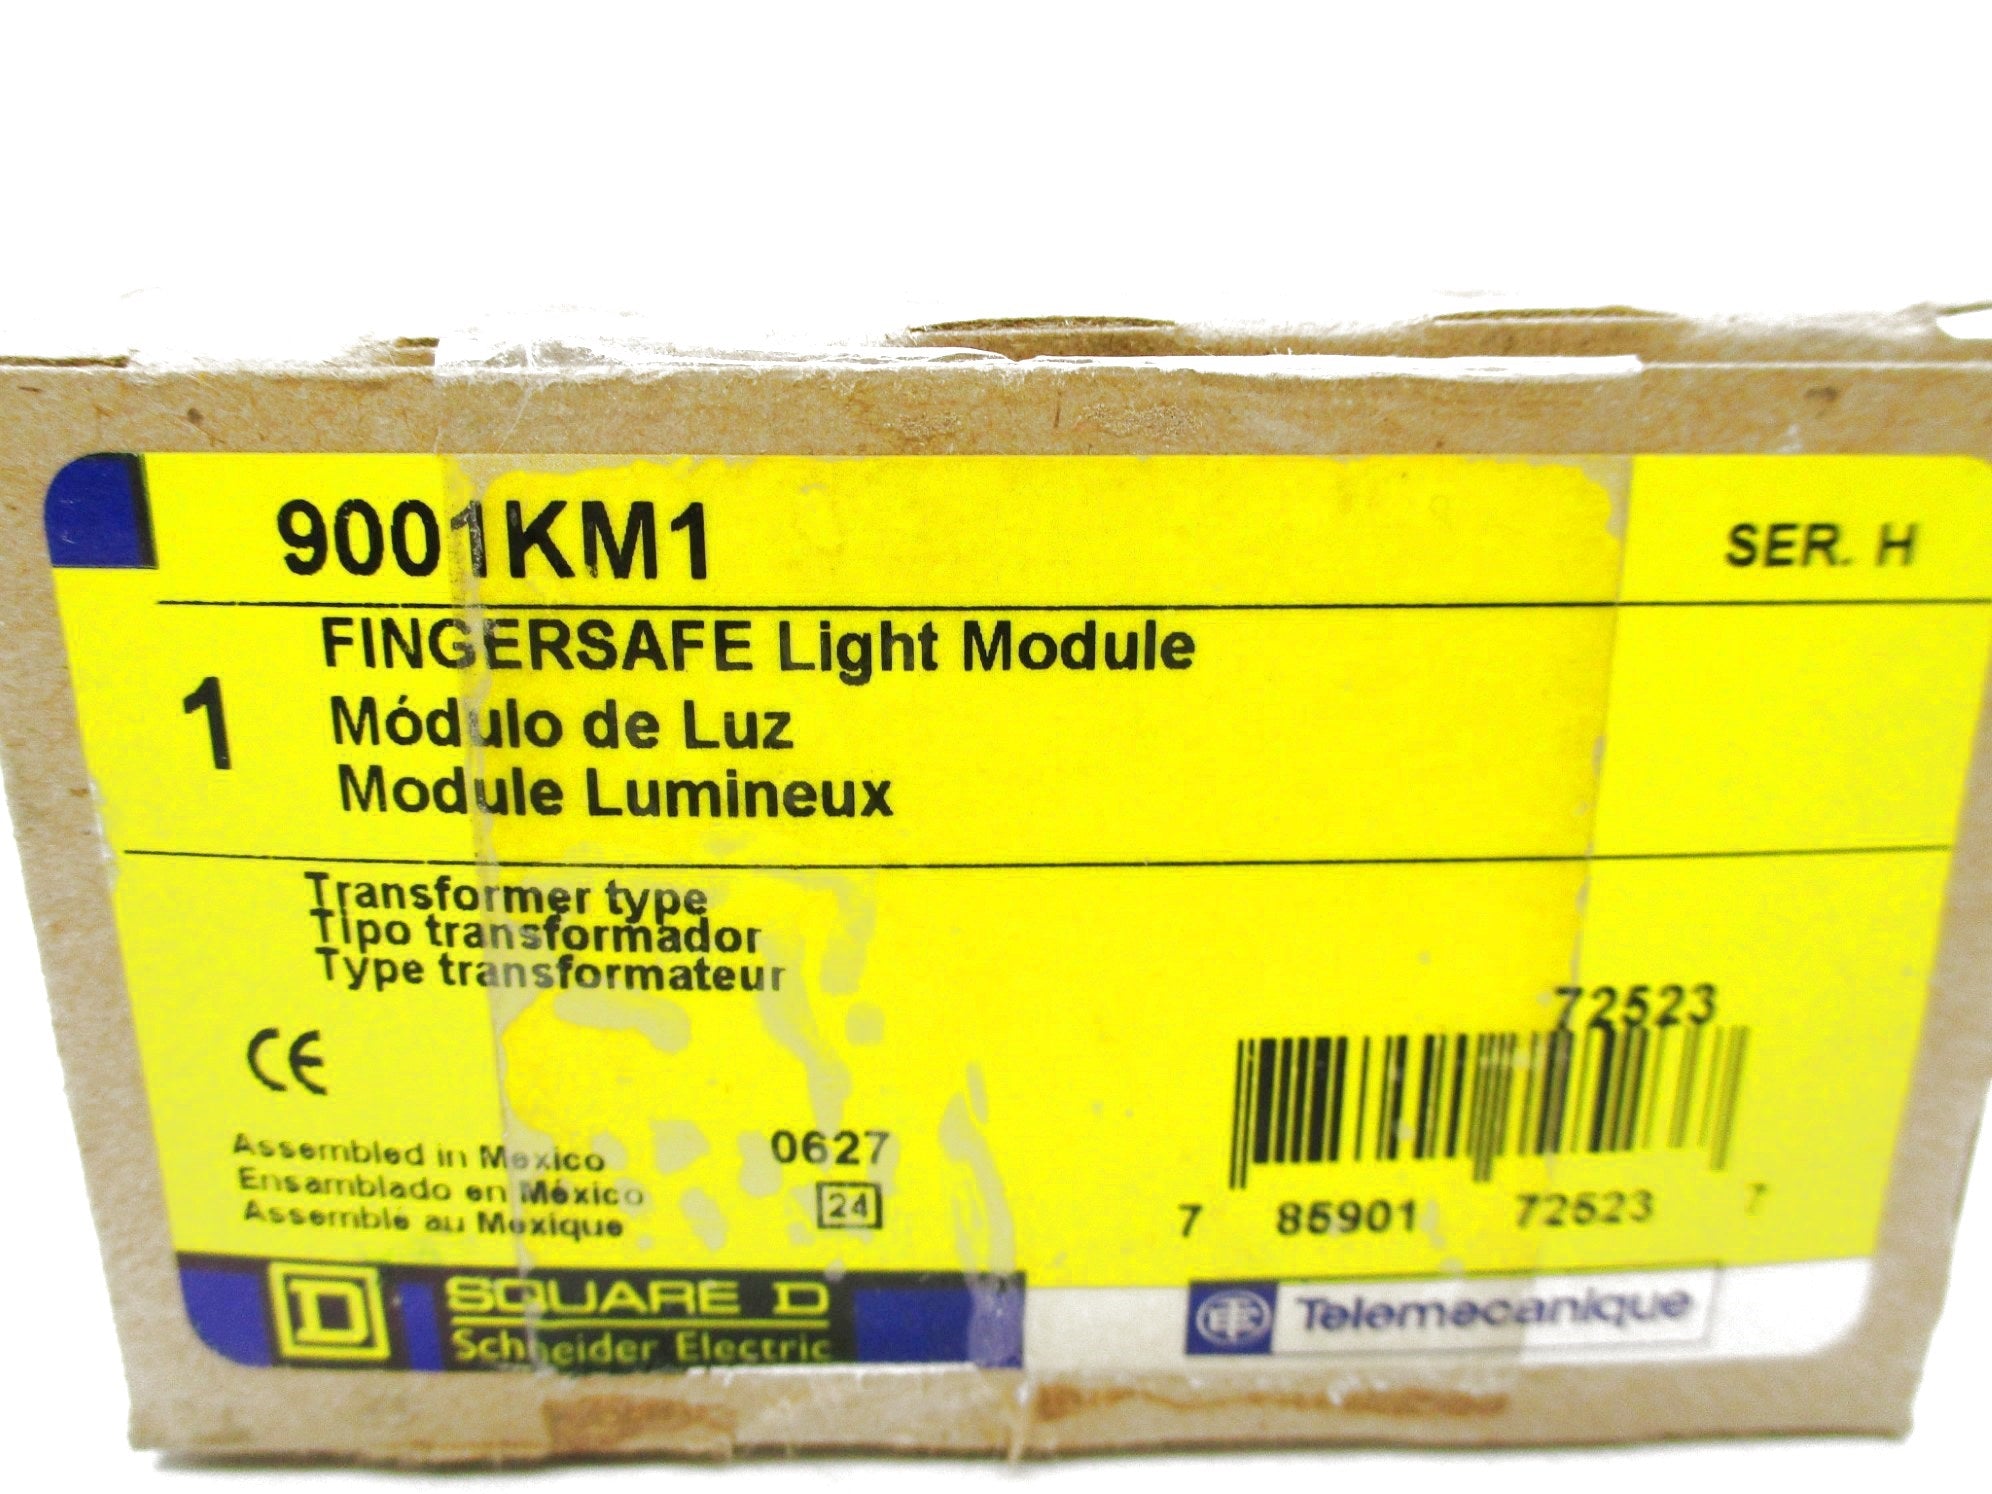 9001KM1
SER. H
1
FINGERSAFE Light Module
Módulo de Luz
Module Lumineux
Transformer type
Tipo transformador
Type transformateur
CE
72523
Assembled in Mexico
Ensamblado en México
Assemblé au Mexique
0627
24
7 85901 72523 7
D
SQUARE D
Schneider Electric
TE
Telemecanique